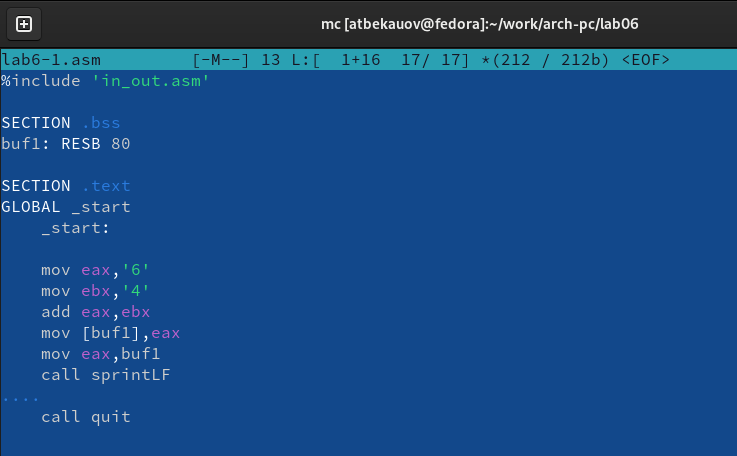 mc [atbekauov@fedora]:~/work/arch-pc/lab06
lab6-1.asm [-M--] 13 L:[ 1+16 17/ 17] *(212 / 212b) <EOF>
%include 'in_out.asm'
SECTION .bss
buf1: RESB 80
SECTION .text
GLOBAL _start
_start:
mov eax,'6'
mov ebx,'4'
add eax,ebx
mov [buf1],eax
mov eax,buf1
call sprintLF
....
call quit